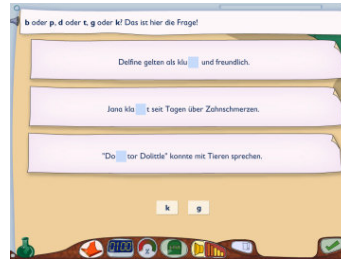 b oder p, d oder t, g oder k? Das ist hier die Frage!
Delfine gelten als klu und freundlich.
Jana kla t seit Tagen über Zahnschmerzen.
"Do tor Dolittle" konnte mit Tieren sprechen.
k g
0100